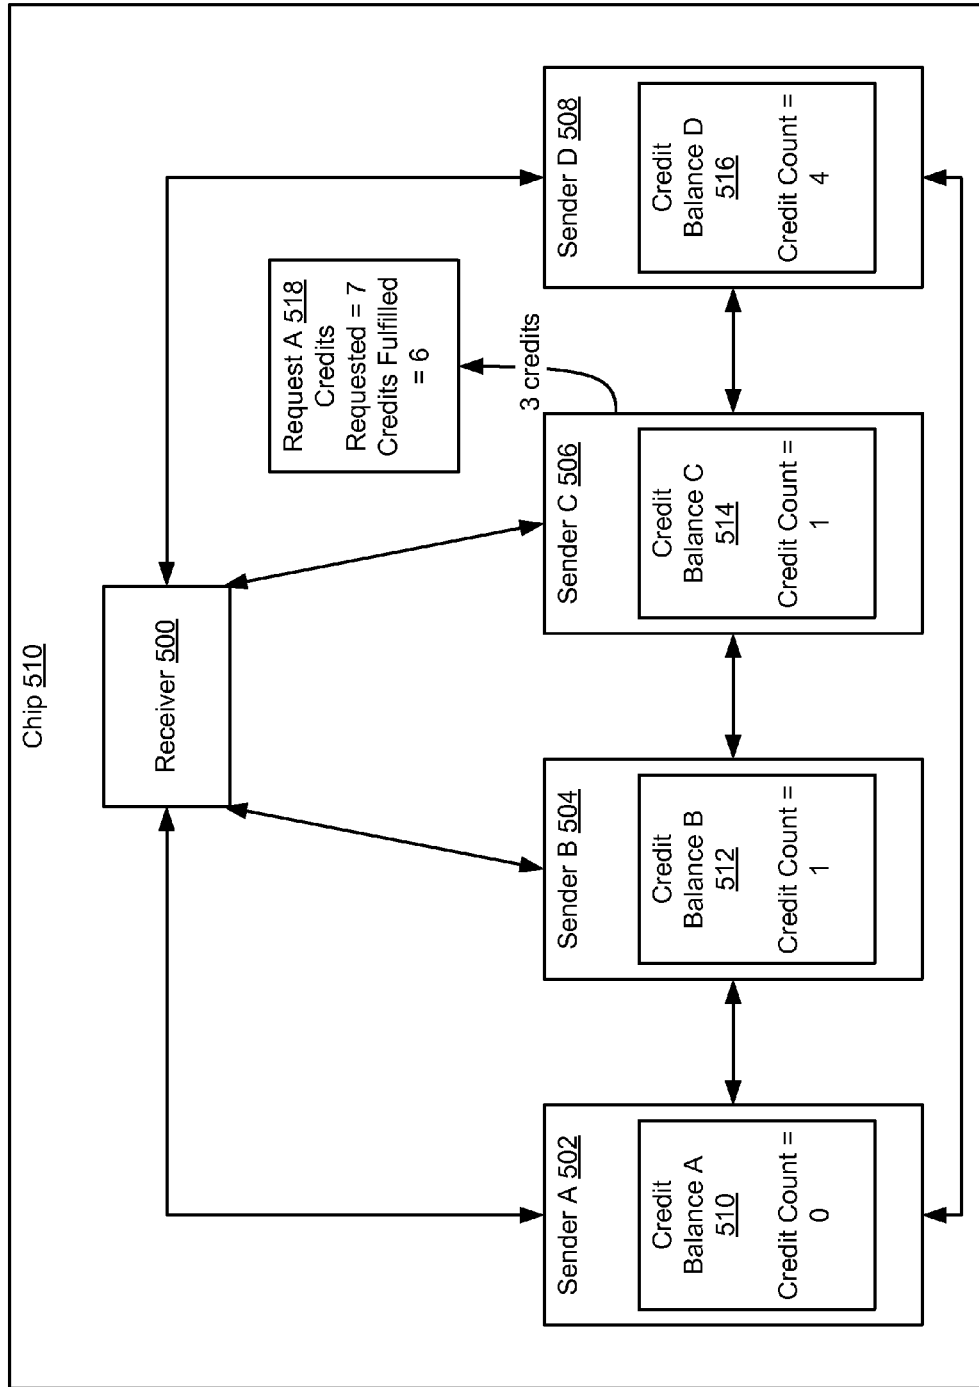 Chip 510
Receiver 500
Request A 518
Credits
Requested = 7
Credits Fulfilled
= 6
3 credits
Sender A 502
Credit
Balance A
510
Credit Count =
0
Sender B 504
Credit
Balance B
512
Credit Count =
1
Sender C 506
Credit
Balance C
514
Credit Count =
1
Sender D 508
Credit
Balance D
516
Credit Count =
4